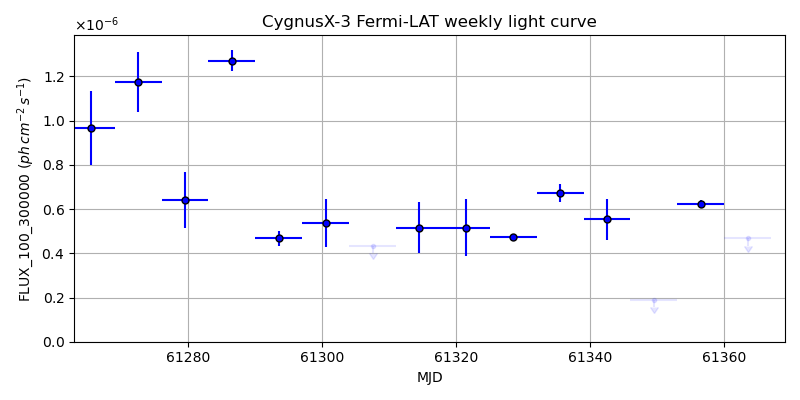 CygnusX-3 Fermi-LAT weekly light curve
×10⁻⁶
FLUX_100_300000 (ph cm⁻² s⁻¹)
1.2
1.0
0.8
0.6
0.4
0.2
0.0
61280 61300 61320 61340 61360
MJD